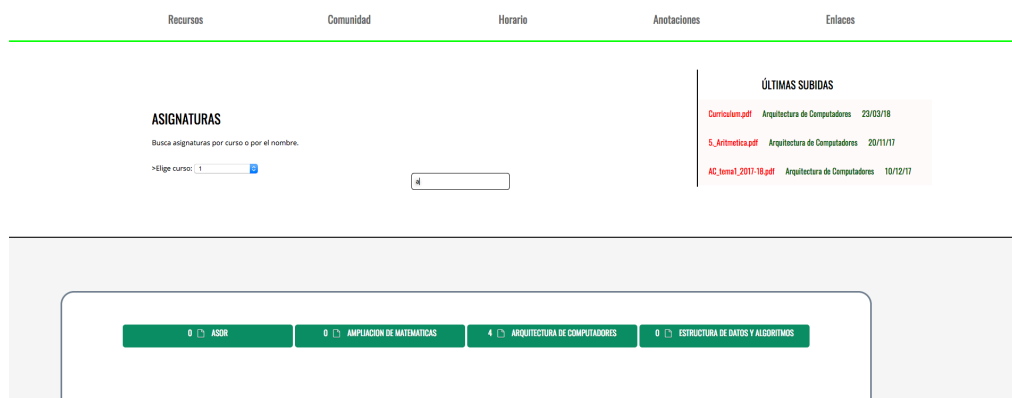 Recursos Comunidad Horario Anotaciones Enlaces
ÚLTIMAS SUBIDAS
Curriculum.pdf Arquitectura de Computadores 23/03/18
5_Aritmetica.pdf Arquitectura de Computadores 20/11/17
AC_tema1_2017-18.pdf Arquitectura de Computadores 10/12/17
ASIGNATURAS
Busca asignaturas por curso o por el nombre.
>Elige curso: 1
a
0 ASOR
0 AMPLIACION DE MATEMATICAS
4 ARQUITECTURA DE COMPUTADORES
0 ESTRUCTURA DE DATOS Y ALGORITMOS